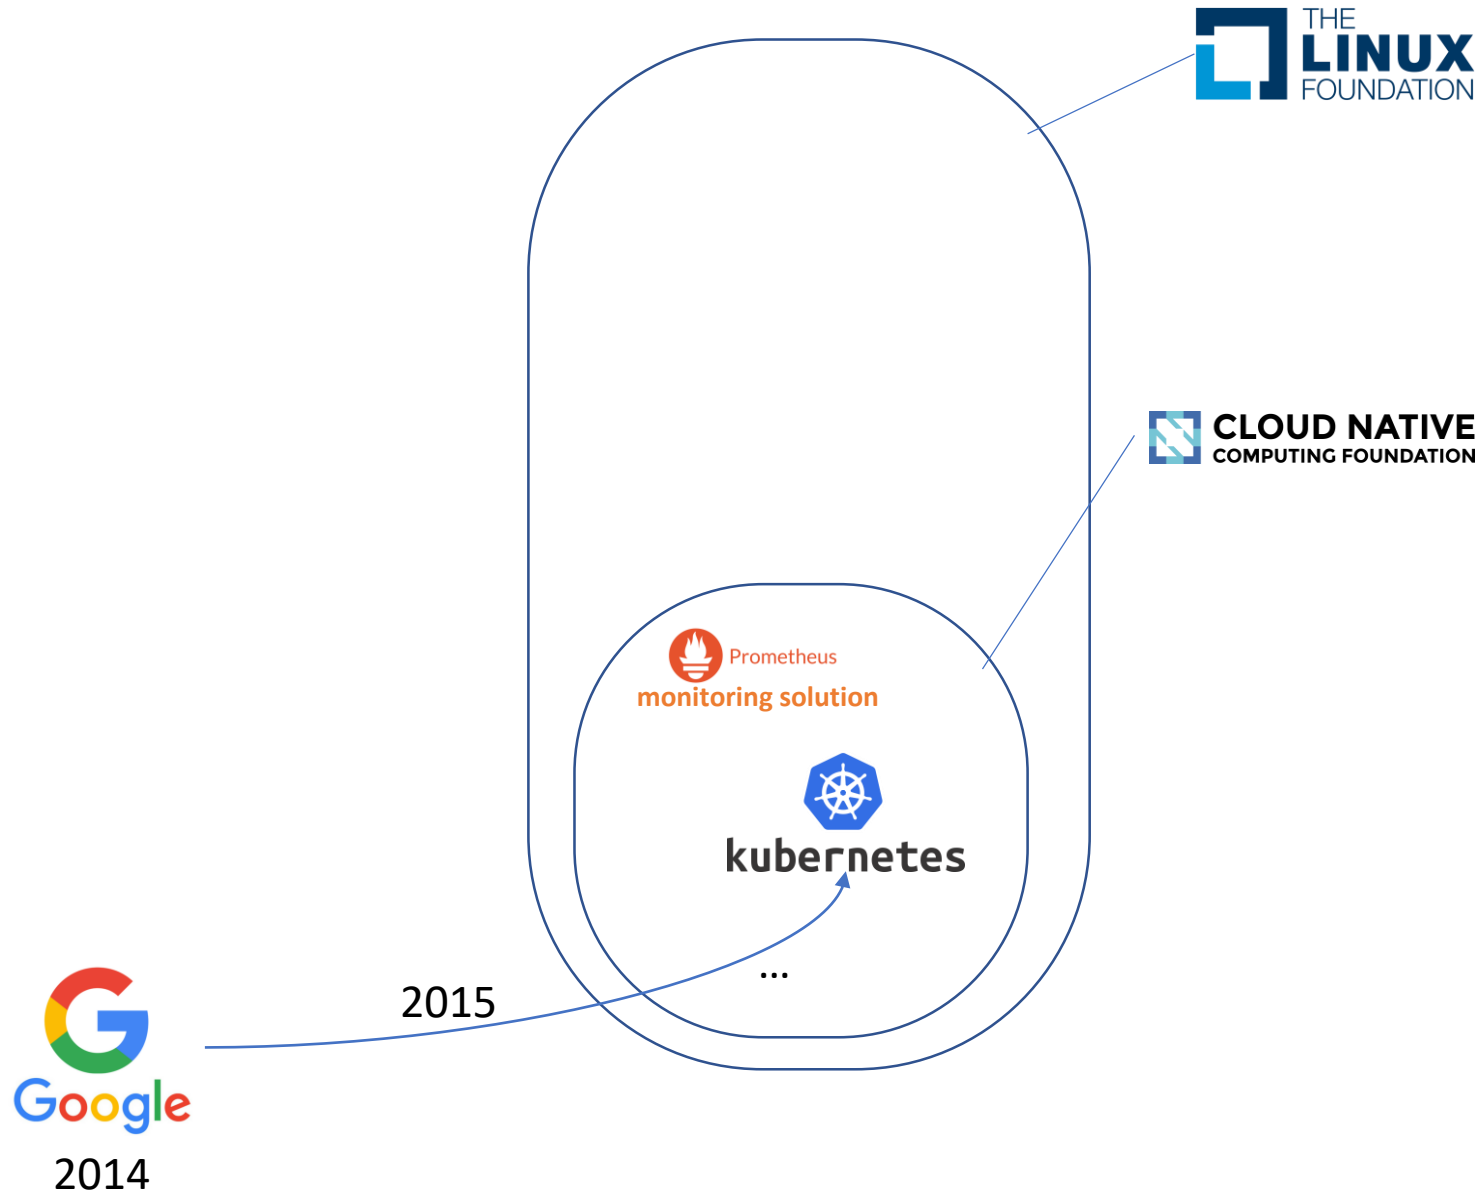 THE
LINUX
FOUNDATION
CLOUD NATIVE
COMPUTING FOUNDATION
Prometheus
monitoring solution
kubernetes
...
2015
Google
2014